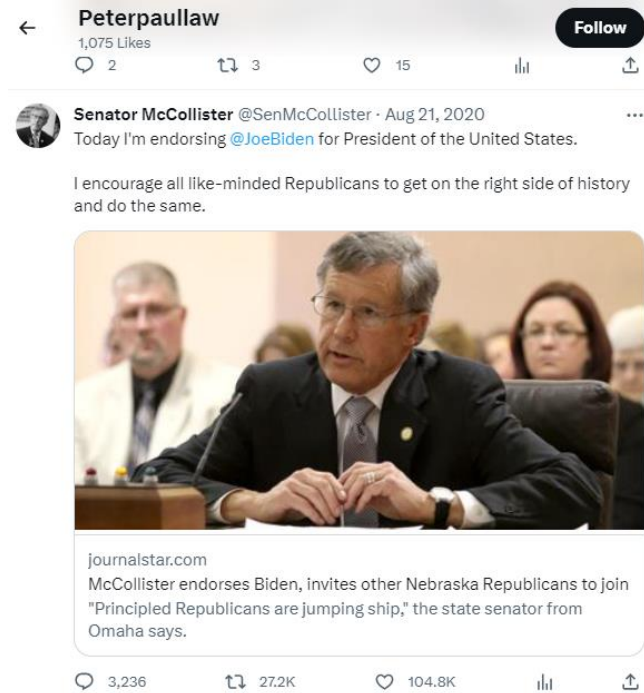 Peterpaullaw
1,075 Likes
Follow
2 3 15
Senator McCollister @SenMcCollister · Aug 21, 2020
Today I'm endorsing @JoeBiden for President of the United States.
I encourage all like-minded Republicans to get on the right side of history
and do the same.
journalstar.com
McCollister endorses Biden, invites other Nebraska Republicans to join
"Principled Republicans are jumping ship," the state senator from
Omaha says.
3,236 27.2K 104.8K